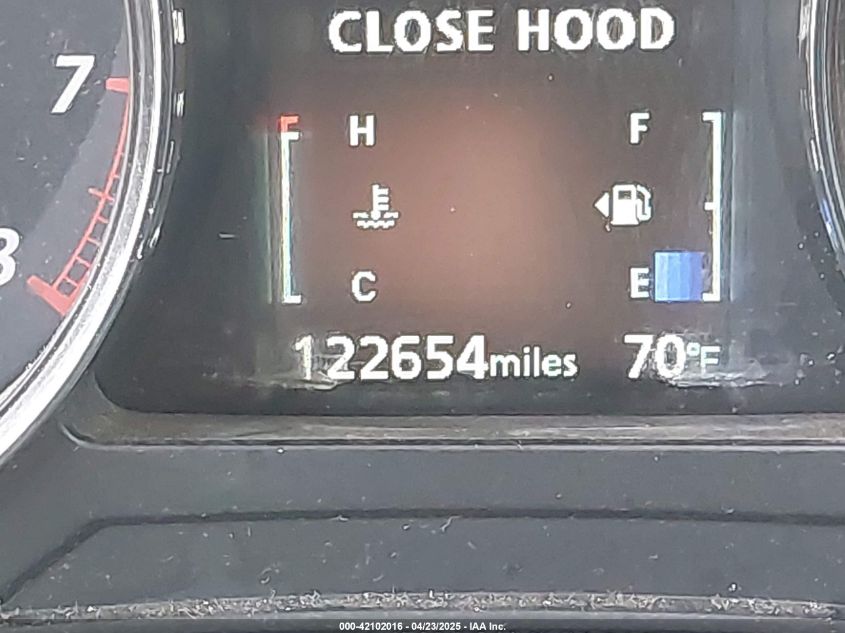 CLOSE HOOD
7
H F
8
C E
122654miles 70°F
000-42102016 - 04/23/2025 - IAA Inc.